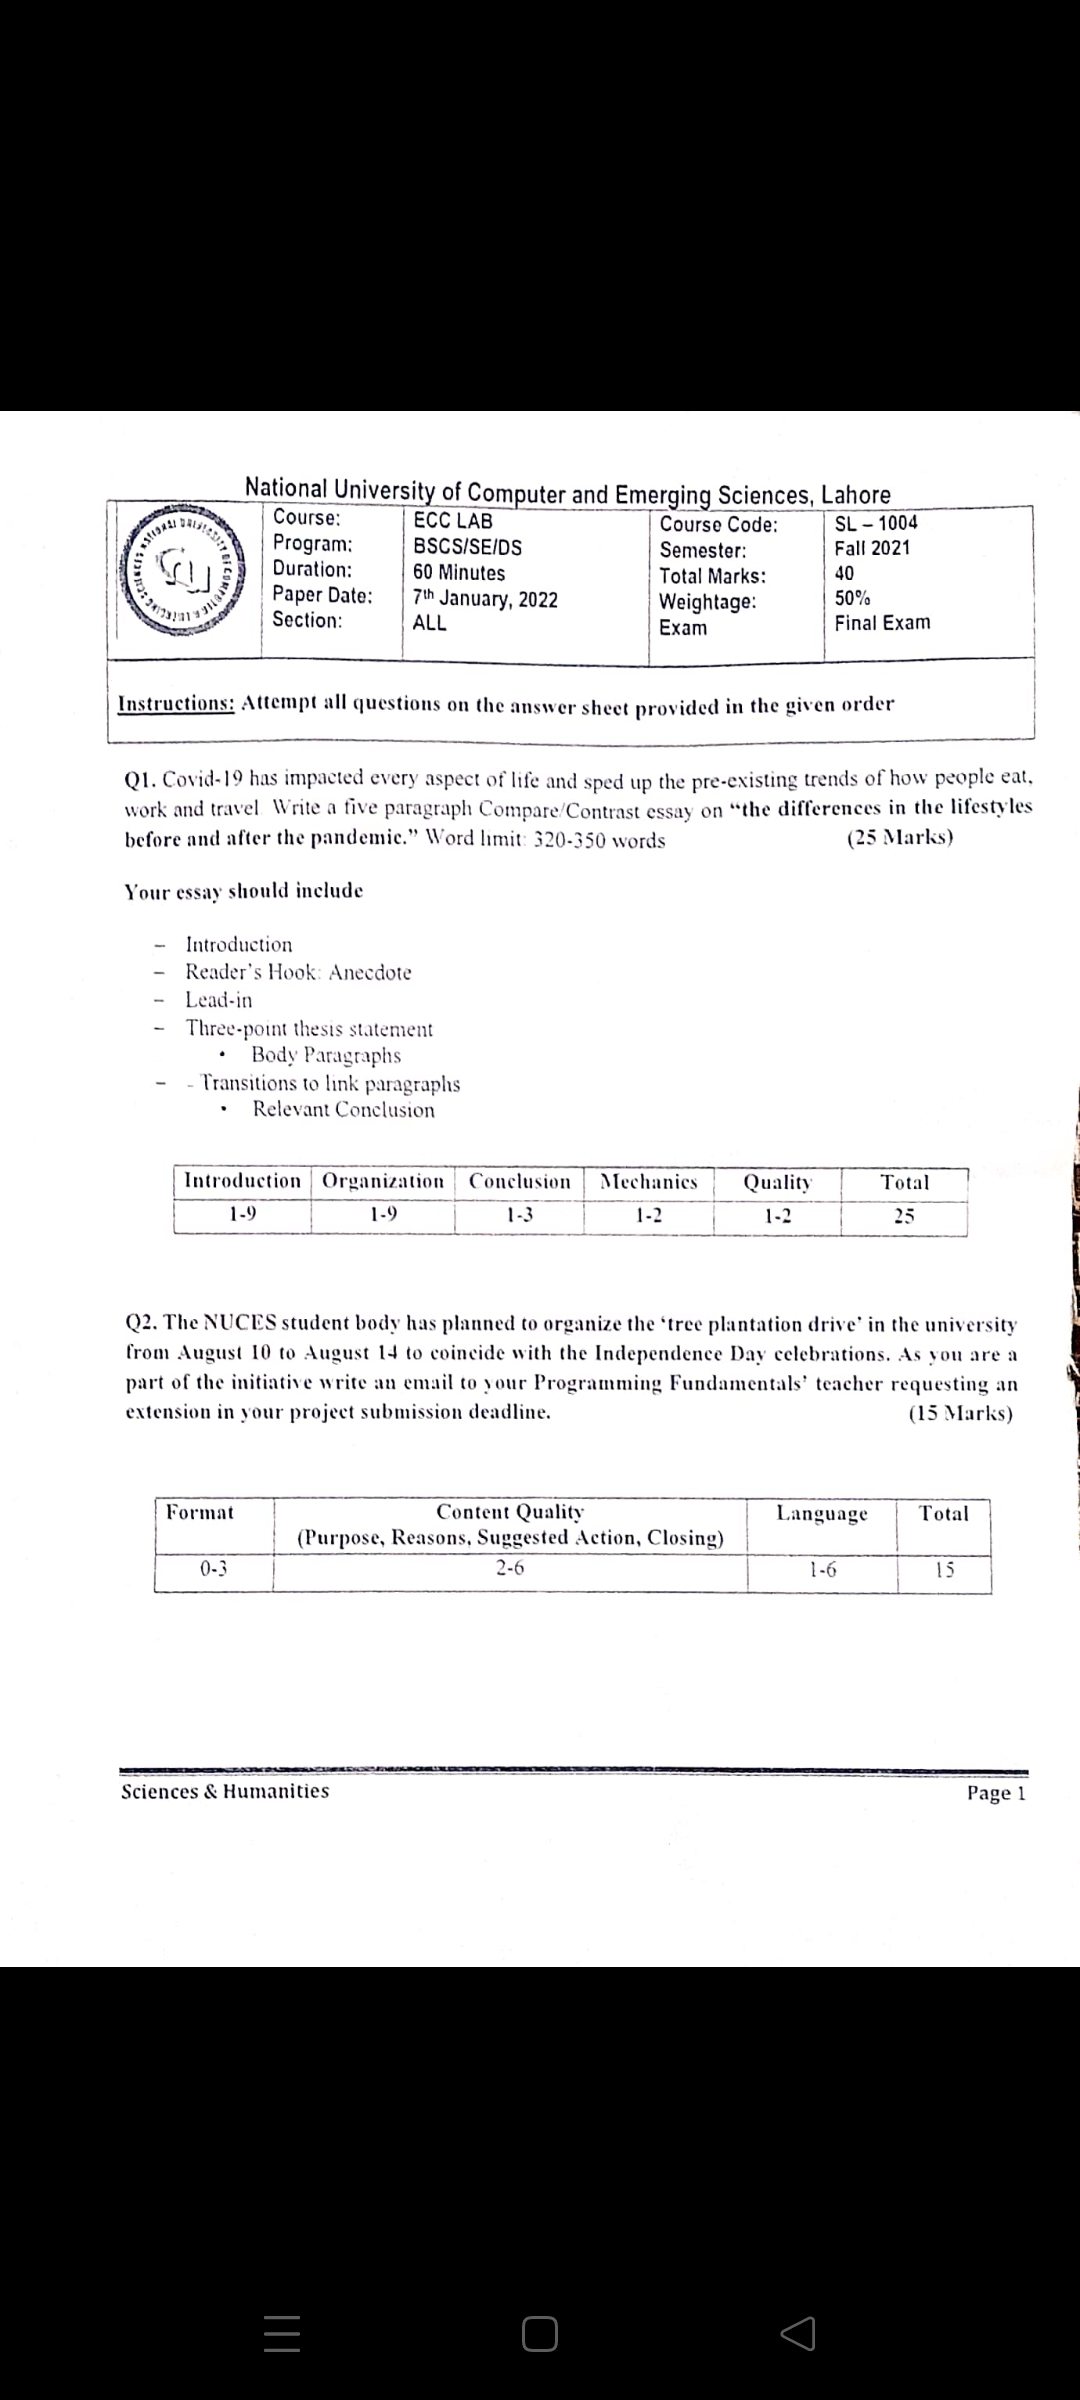 National University of Computer and Emerging Sciences, Lahore
Course: ECC LAB Course Code: SL – 1004
Program: BSCS/SE/DS Semester: Fall 2021
Duration: 60 Minutes Total Marks: 40
Paper Date: 7th January, 2022 Weightage: 50%
Section: ALL Exam Final Exam
Instructions: Attempt all questions on the answer sheet provided in the given order
Q1. Covid-19 has impacted every aspect of life and sped up the pre-existing trends of how people eat,
work and travel. Write a five paragraph Compare/Contrast essay on “the differences in the lifestyles
before and after the pandemic.” Word limit: 320-350 words (25 Marks)
Your essay should include
– Introduction
– Reader's Hook: Anecdote
– Lead-in
– Three-point thesis statement
• Body Paragraphs
– - Transitions to link paragraphs
• Relevant Conclusion
Introduction Organization Conclusion Mechanics Quality Total
1-9 1-9 1-3 1-2 1-2 25
Q2. The NUCES student body has planned to organize the ‘tree plantation drive’ in the university
from August 10 to August 14 to coincide with the Independence Day celebrations. As you are a
part of the initiative write an email to your Programming Fundamentals’ teacher requesting an
extension in your project submission deadline. (15 Marks)
Format Content Quality Language Total
(Purpose, Reasons, Suggested Action, Closing)
0-3 2-6 1-6 15
Sciences & Humanities Page 1